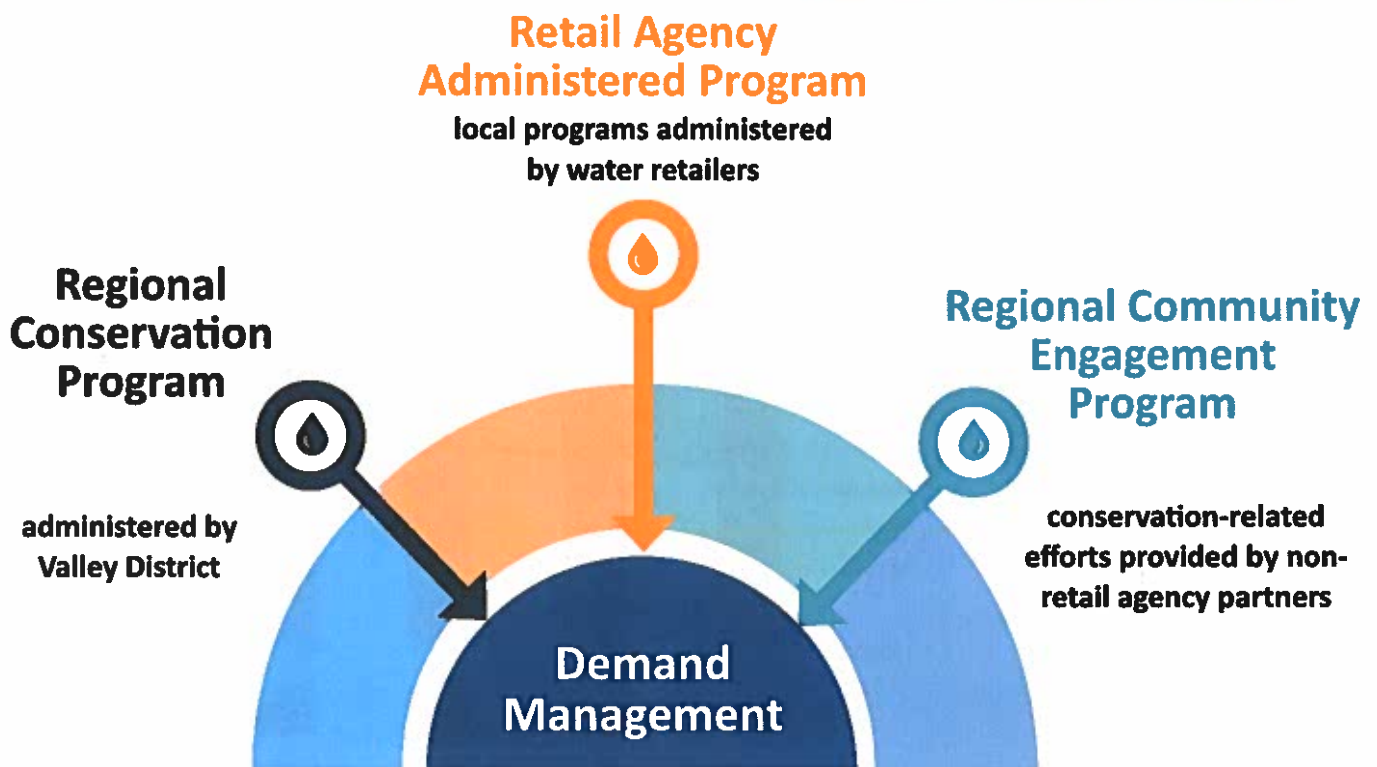 Retail Agency
Administered Program
local programs administered
by water retailers
Regional
Conservation
Program
administered by
Valley District
Regional Community
Engagement
Program
conservation-related
efforts provided by non-
retail agency partners
Demand
Management